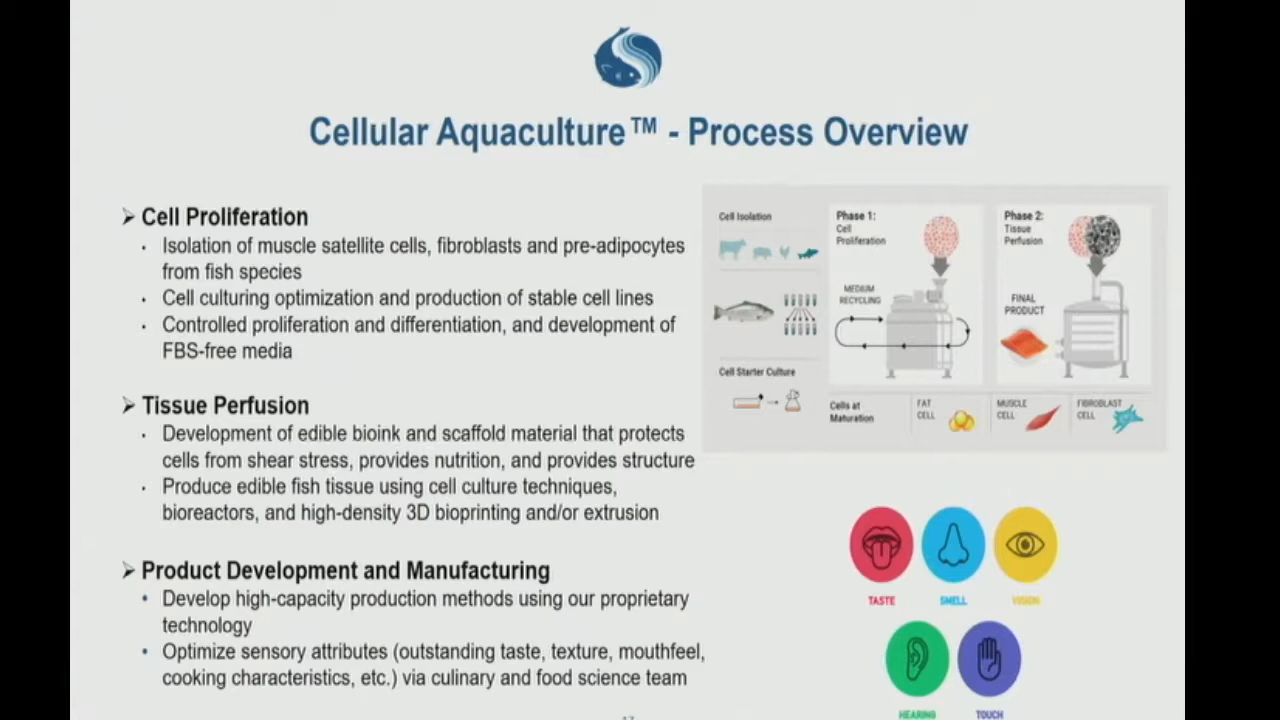 Cellular Aquaculture™ - Process Overview
➢ Cell Proliferation
· Isolation of muscle satellite cells, fibroblasts and pre-adipocytes
from fish species
· Cell culturing optimization and production of stable cell lines
· Controlled proliferation and differentiation, and development of
FBS-free media
➢ Tissue Perfusion
· Development of edible bioink and scaffold material that protects
cells from shear stress, provides nutrition, and provides structure
· Produce edible fish tissue using cell culture techniques,
bioreactors, and high-density 3D bioprinting and/or extrusion
➢ Product Development and Manufacturing
• Develop high-capacity production methods using our proprietary
technology
• Optimize sensory attributes (outstanding taste, texture, mouthfeel,
cooking characteristics, etc.) via culinary and food science team
Cell Isolation
Cell Starter Culture
Phase 1:
Cell
Proliferation
MEDIUM
RECYCLING
Phase 2:
Tissue
Perfusion
FINAL
PRODUCT
Cells at
Maturation
FAT
CELL
MUSCLE
CELL
FIBROBLAST
CELL
TASTE
SMELL
VISION
HEARING
TOUCH